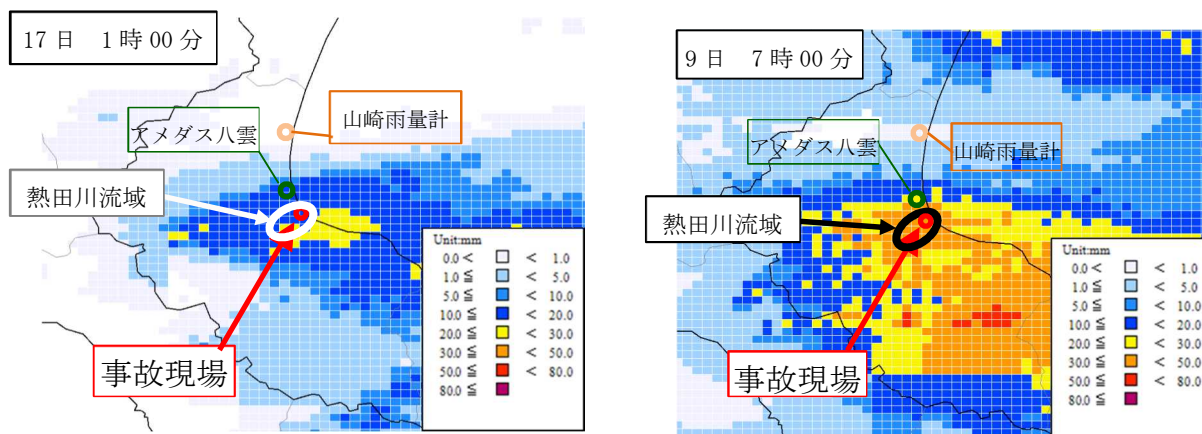 17日 1時00分
山崎雨量計
アメダス八雲
熱田川流域
事故現場
Unit:mm
0.0 < < 1.0
1.0 ≦ < 5.0
5.0 ≦ < 10.0
10.0 ≦ < 20.0
20.0 ≦ < 30.0
30.0 ≦ < 50.0
50.0 ≦ < 80.0
80.0 ≦
9日 7時00分
アメダス八雲
山崎雨量計
熱田川流域
事故現場
Unit:mm
0.0 < < 1.0
1.0 ≦ < 5.0
5.0 ≦ < 10.0
10.0 ≦ < 20.0
20.0 ≦ < 30.0
30.0 ≦ < 50.0
50.0 ≦ < 80.0
80.0 ≦